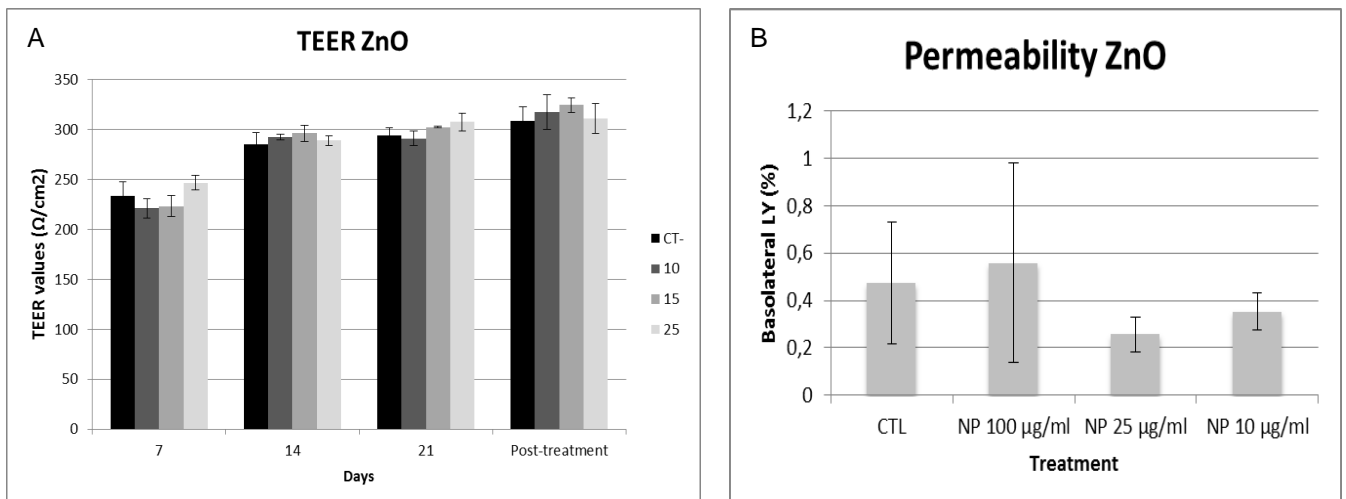 A
TEER ZnO
350
300
250
200
150
100
50
0
TEER values (Ω/cm2)
7
14
21
Post-treatment
Days
CT-
10
15
25
B
Permeability ZnO
1,2
1
0,8
0,6
0,4
0,2
0
Basolateral LY (%)
CTL
NP 100 µg/ml
NP 25 µg/ml
NP 10 µg/ml
Treatment